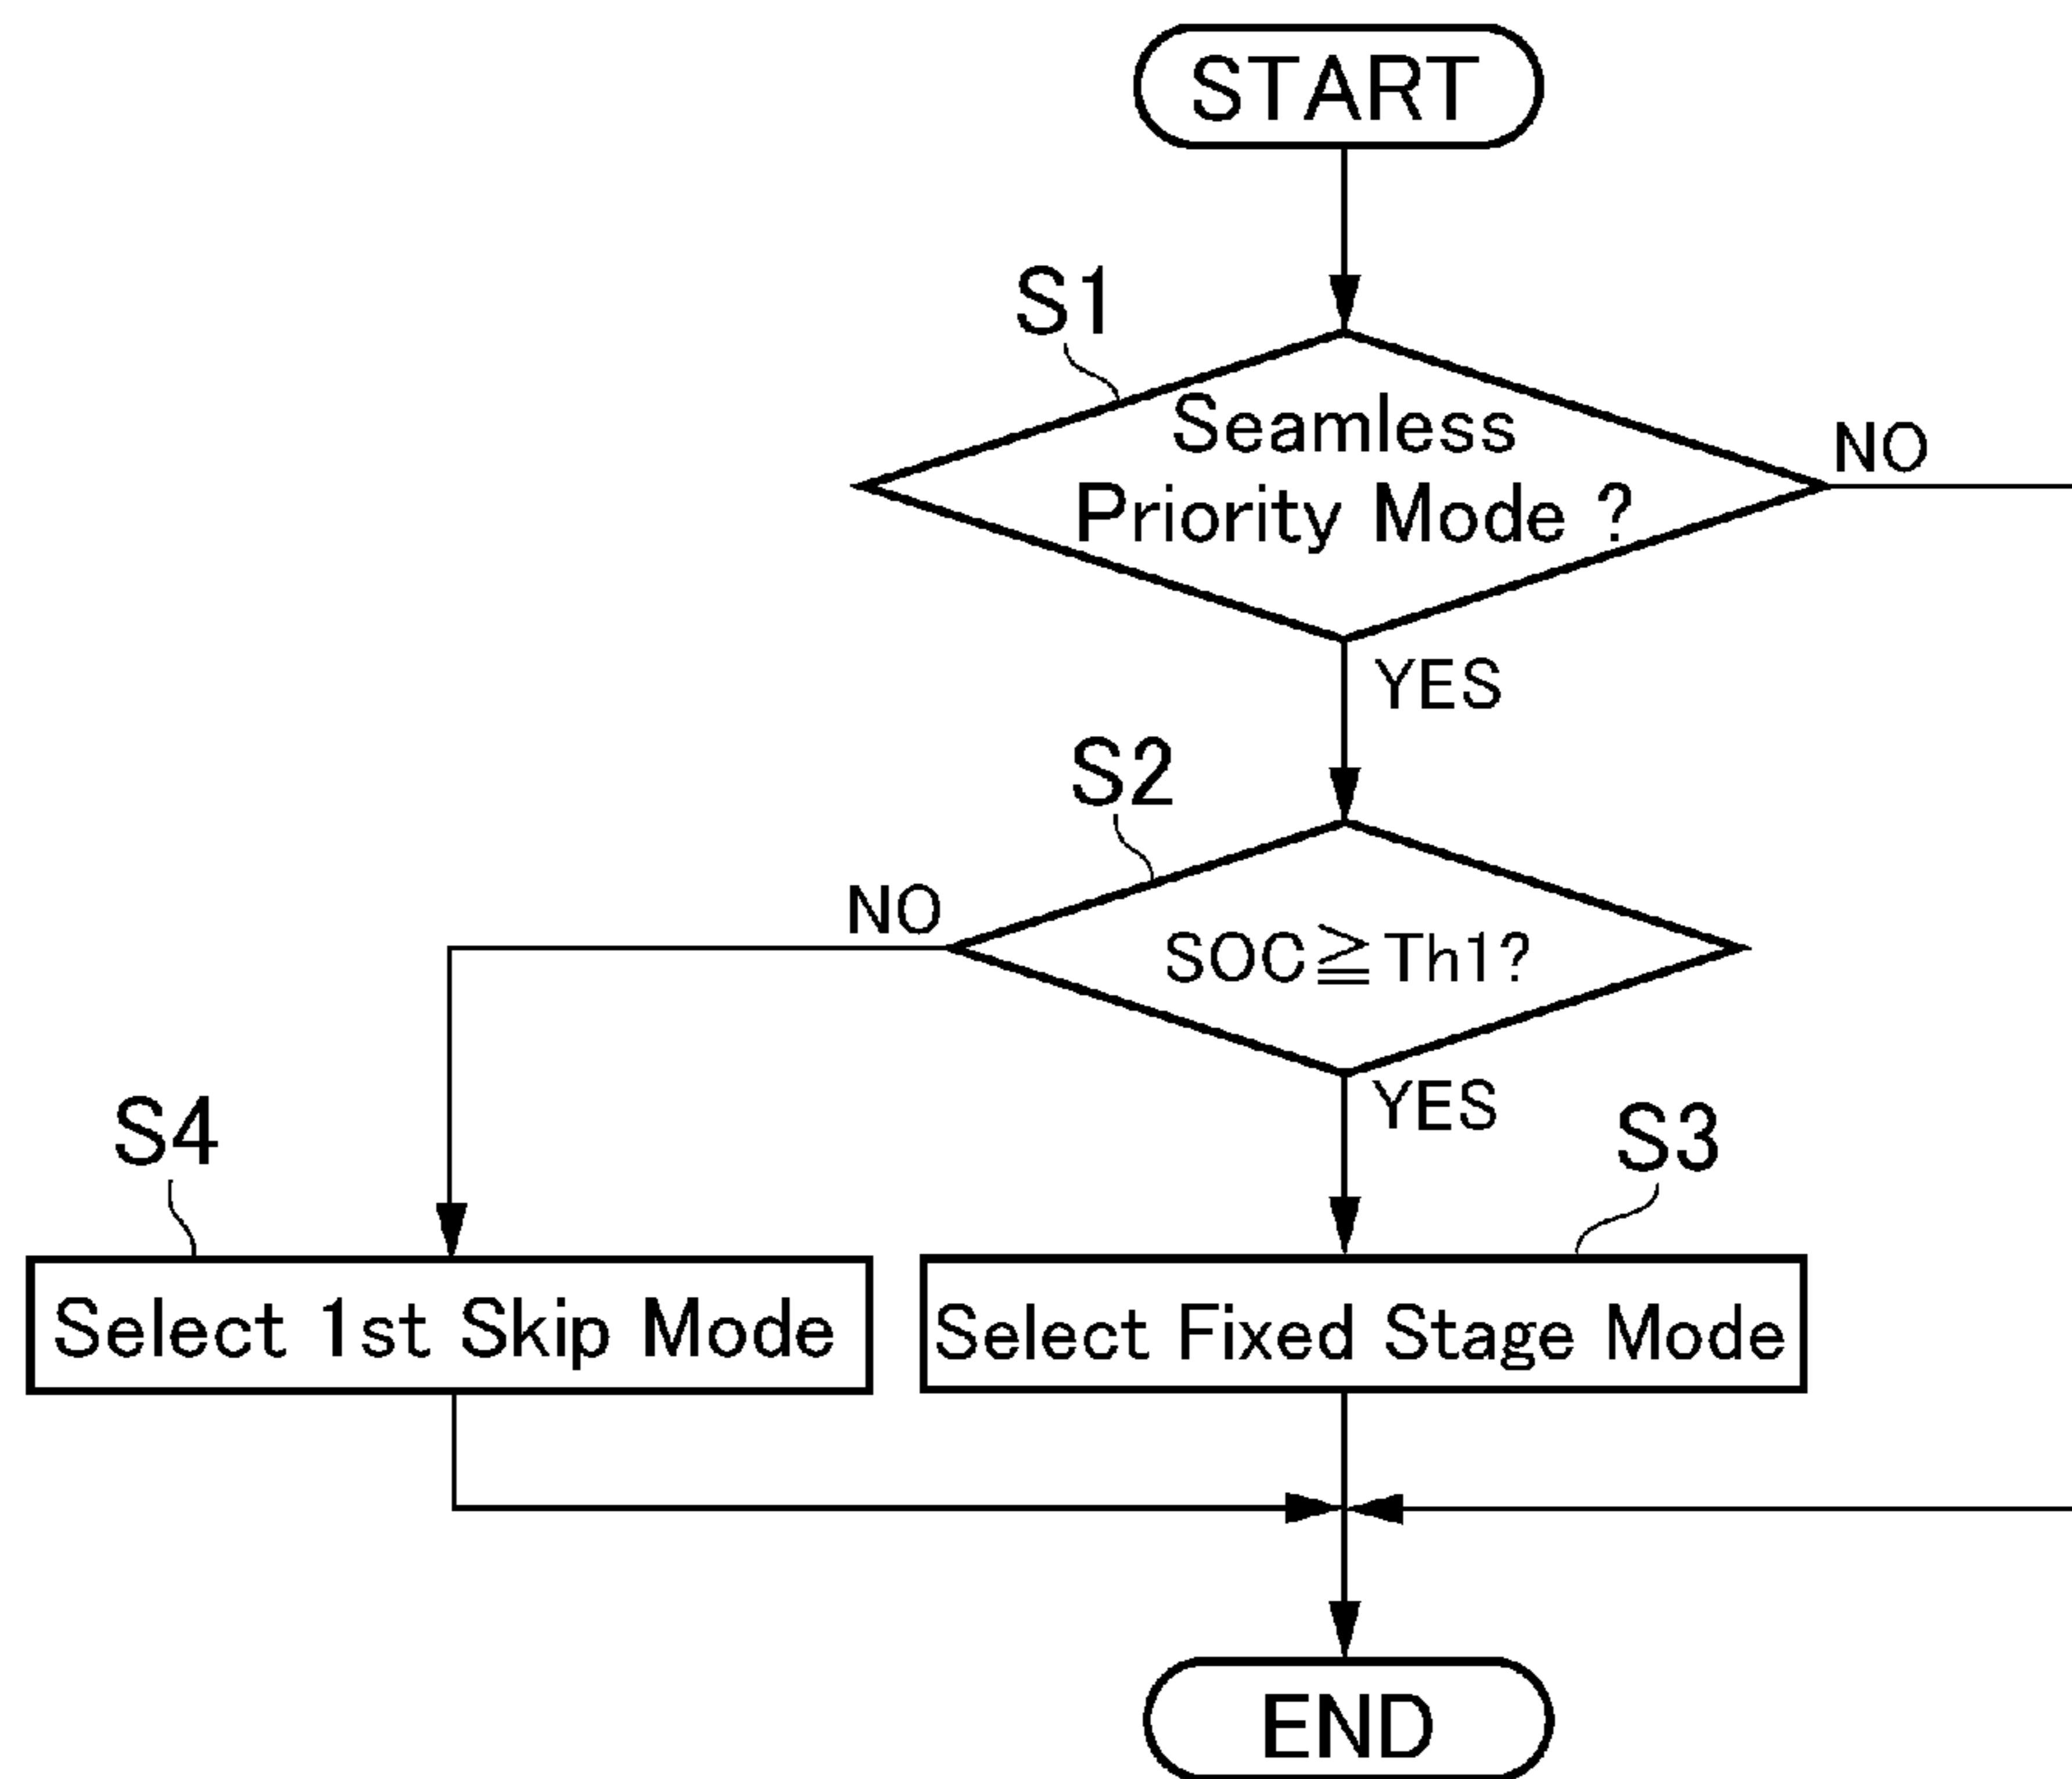 START
S1
Seamless
Priority Mode ?
NO
YES
S2
NO
SOC≧Th1?
YES
S4
S3
Select 1st Skip Mode
Select Fixed Stage Mode
END